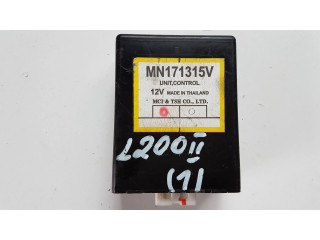 MN171315V
UNIT,CONTROL
12V MADE IN THAILAND
MCI & TSH CO., LTD.
L200II
(1)